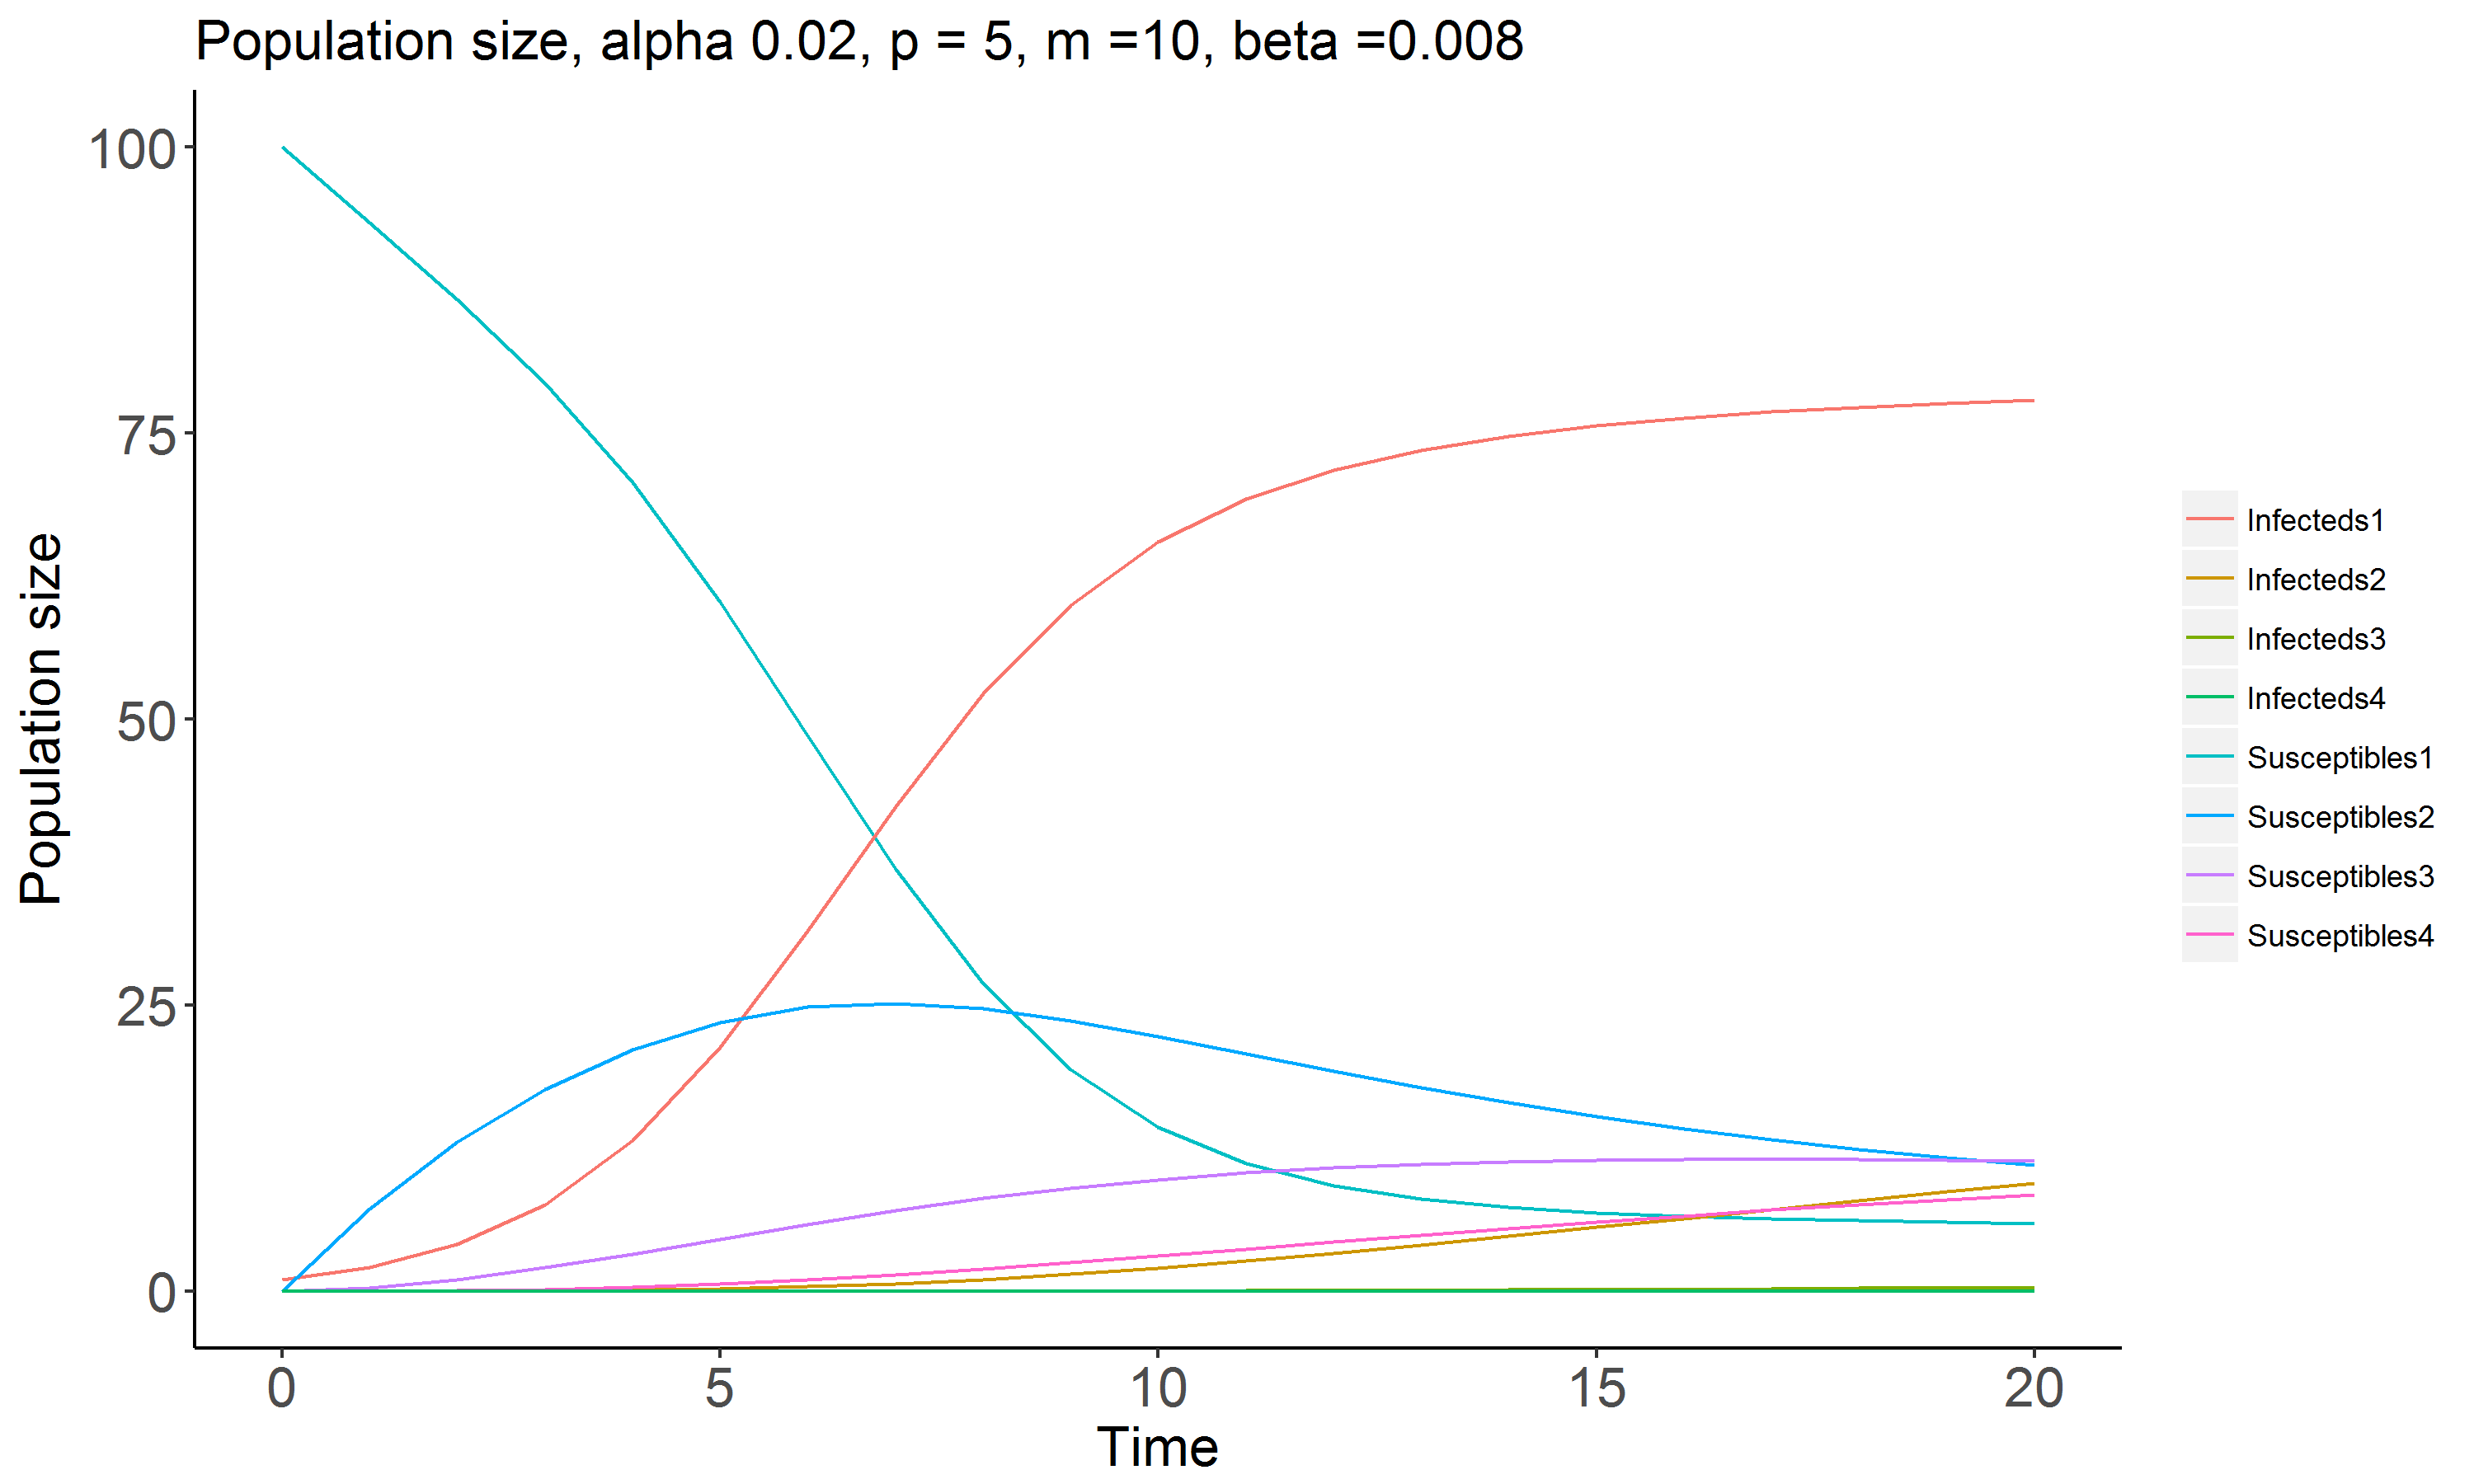 Population size, alpha 0.02, p = 5, m =10, beta =0.008
Population size
100
75
50
25
0
0 5 10 15 20
Time
Infecteds1
Infecteds2
Infecteds3
Infecteds4
Susceptibles1
Susceptibles2
Susceptibles3
Susceptibles4